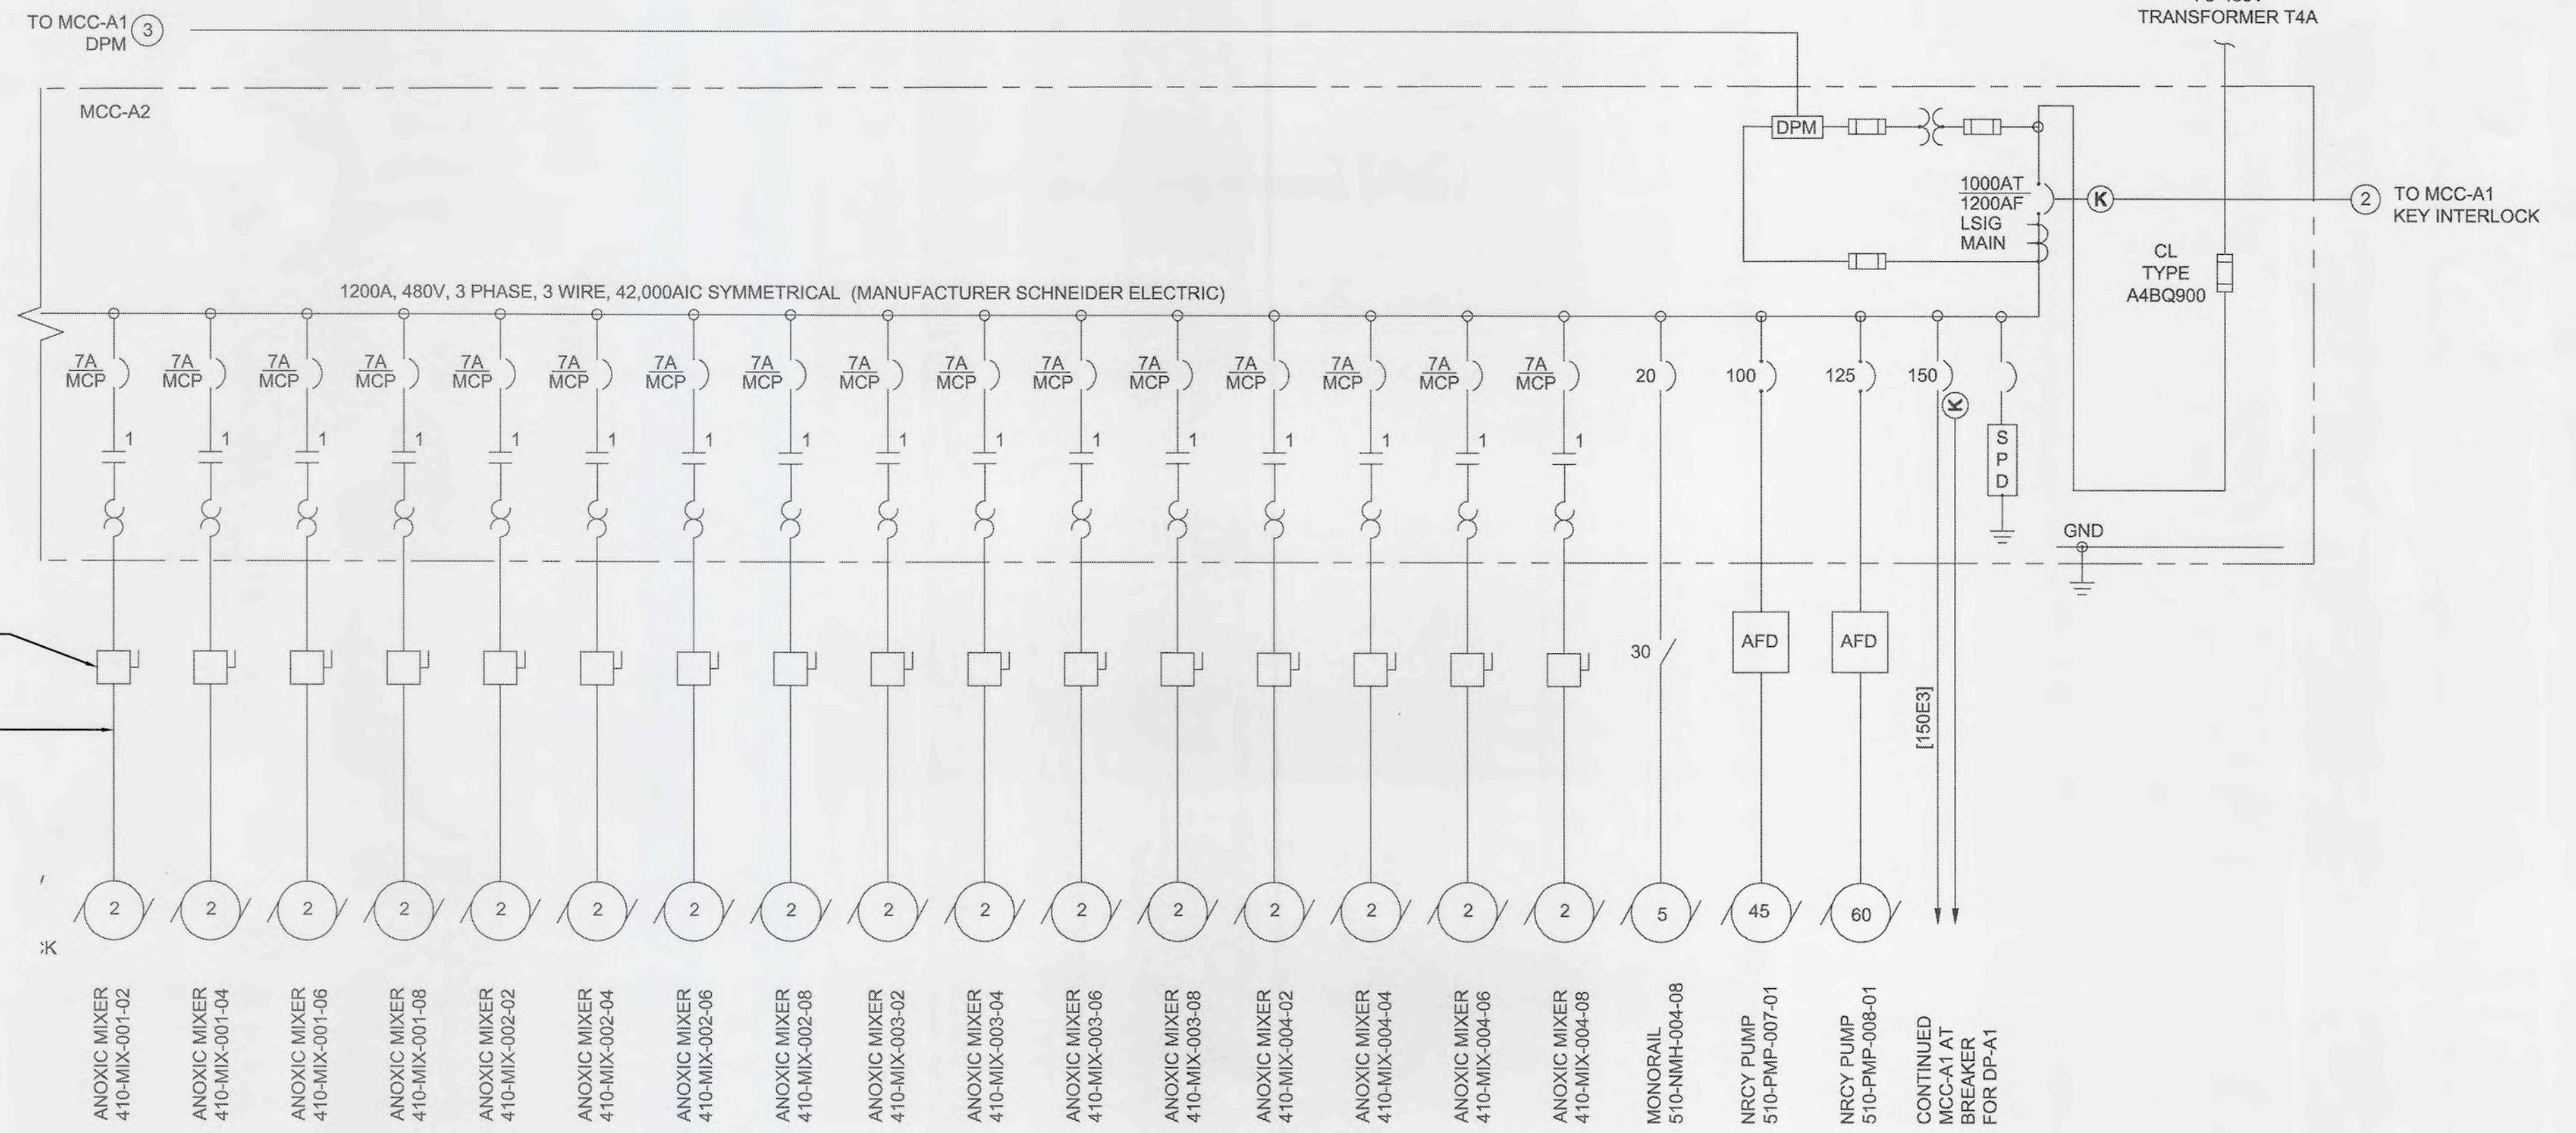 TRANSFORMER T4A
TO MCC-A1
DPM
3
MCC-A2
DPM
1000AT
1200AF
LSIG
MAIN
K
2
TO MCC-A1
KEY INTERLOCK
CL
TYPE
A4BQ900
1200A, 480V, 3 PHASE, 3 WIRE, 42,000AIC SYMMETRICAL (MANUFACTURER SCHNEIDER ELECTRIC)
7A 7A 7A 7A 7A 7A 7A 7A 7A 7A 7A 7A 7A 7A 7A 7A
MCP MCP MCP MCP MCP MCP MCP MCP MCP MCP MCP MCP MCP MCP MCP MCP
20 100 125 150
K
1 1 1 1 1 1 1 1 1 1 1 1 1 1 1 1
S
P
D
GND
30
AFD AFD
[150E3]
2 2 2 2 2 2 2 2 2 2 2 2 2 2 2 2 5 45 60
ANOXIC MIXER
410-MIX-001-02
ANOXIC MIXER
410-MIX-001-04
ANOXIC MIXER
410-MIX-001-06
ANOXIC MIXER
410-MIX-001-08
ANOXIC MIXER
410-MIX-002-02
ANOXIC MIXER
410-MIX-002-04
ANOXIC MIXER
410-MIX-002-06
ANOXIC MIXER
410-MIX-002-08
ANOXIC MIXER
410-MIX-003-02
ANOXIC MIXER
410-MIX-003-04
ANOXIC MIXER
410-MIX-003-06
ANOXIC MIXER
410-MIX-003-08
ANOXIC MIXER
410-MIX-004-02
ANOXIC MIXER
410-MIX-004-04
ANOXIC MIXER
410-MIX-004-06
ANOXIC MIXER
410-MIX-004-08
MONORAIL
510-NMH-004-08
NRCY PUMP
510-PMP-007-01
NRCY PUMP
510-PMP-008-01
CONTINUED
MCC-A1 AT
BREAKER
FOR DP-A1